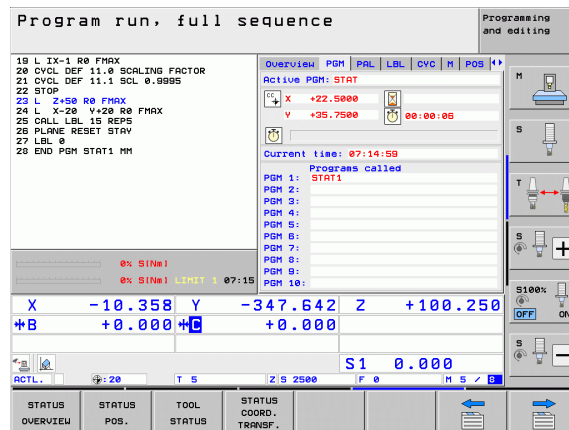 Program run, full sequence
Programming
and editing
19 L IX-1 R0 FMAX
20 CYCL DEF 11.0 SCALING FACTOR
21 CYCL DEF 11.1 SCL 0.9995
22 STOP
23 L Z+50 R0 FMAX
24 L X-20 Y+20 R0 FMAX
25 CALL LBL 15 REP5
26 PLANE RESET STAY
27 LBL 0
28 END PGM STAT1 MM
0% S[Nm]
0% S[Nm] LIMIT 1 07:15
Overview PGM PAL LBL CYC M POS
Active PGM: STAT
CC X +22.5000
Y +35.7500 00:00:06
Current time: 07:14:59
Programs called
PGM 1: STAT1
PGM 2:
PGM 3:
PGM 4:
PGM 5:
PGM 6:
PGM 7:
PGM 8:
PGM 9:
PGM 10:
X -10.358 Y -347.642 Z +100.250
B +0.000 C +0.000
S1 0.000
ACTL. : 20 T 5 Z S 2500 F 0 M 5 / 8
M
S
T
S
+
S100%
OFF ON
S
-
STATUS
OVERVIEW
STATUS
POS.
TOOL
STATUS
STATUS
COORD.
TRANSF.